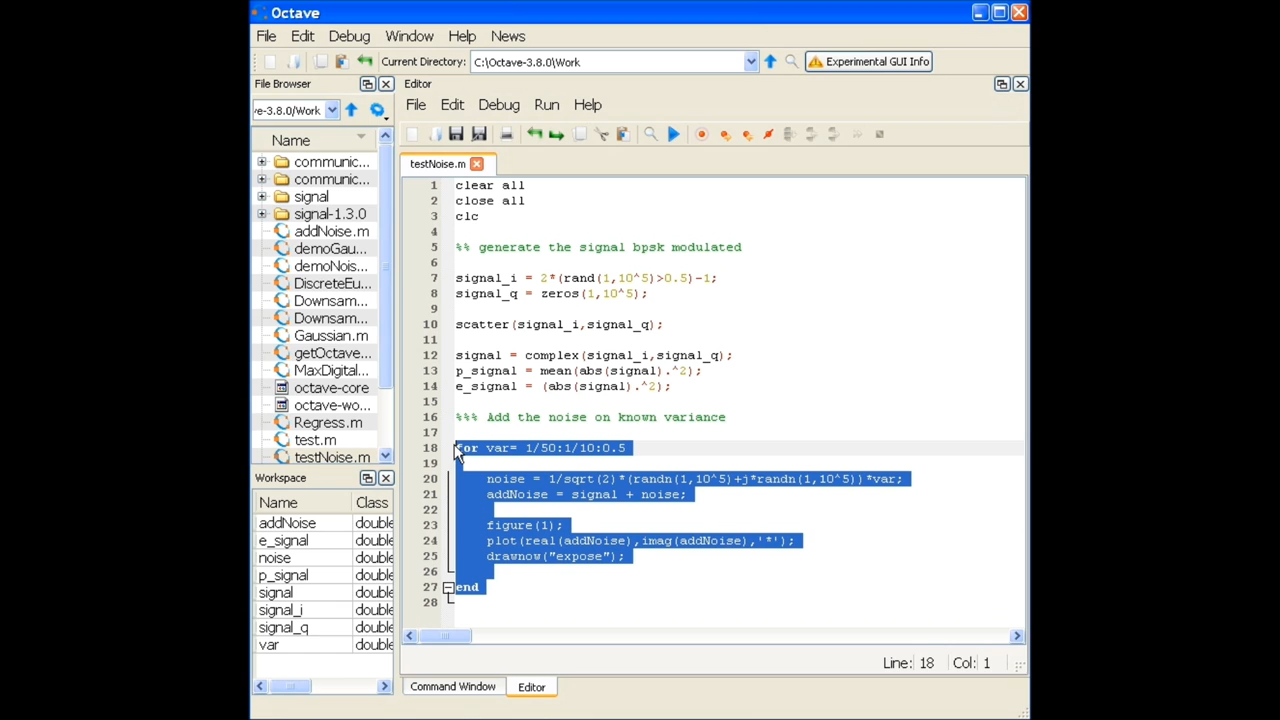 Octave
File Edit Debug Window Help News
Current Directory: C:\Octave-3.8.0\Work Experimental GUI Info
File Browser
/e-3.8.0/Work
Name
communic...
communic...
signal
signal-1.3.0
addNoise.m
demoGau...
demoNois...
DiscreteEu...
Downsam...
Downsam...
Gaussian.m
getOctave...
MaxDigital...
octave-core
octave-wo...
Regress.m
test.m
testNoise.m
Workspace
Name Class
addNoise double
e_signal double
noise double
p_signal double
signal double
signal_i double
signal_q double
var double
Editor
File Edit Debug Run Help
testNoise.m
1 clear all
2 close all
3 clc
4
5 %% generate the signal bpsk modulated
6
7 signal_i = 2*(rand(1,10^5)>0.5)-1;
8 signal_q = zeros(1,10^5);
9
10 scatter(signal_i,signal_q);
11
12 signal = complex(signal_i,signal_q);
13 p_signal = mean(abs(signal).^2);
14 e_signal = (abs(signal).^2);
15
16 %%% Add the noise on known variance
17
18 for var= 1/50:1/10:0.5
19
20 noise = 1/sqrt(2)*(randn(1,10^5)+j*randn(1,10^5))*var;
21 addNoise = signal + noise;
22
23 figure(1);
24 plot(real(addNoise),imag(addNoise),'*');
25 drawnow("expose");
26
27 end
28
Line: 18 Col: 1
Command Window Editor